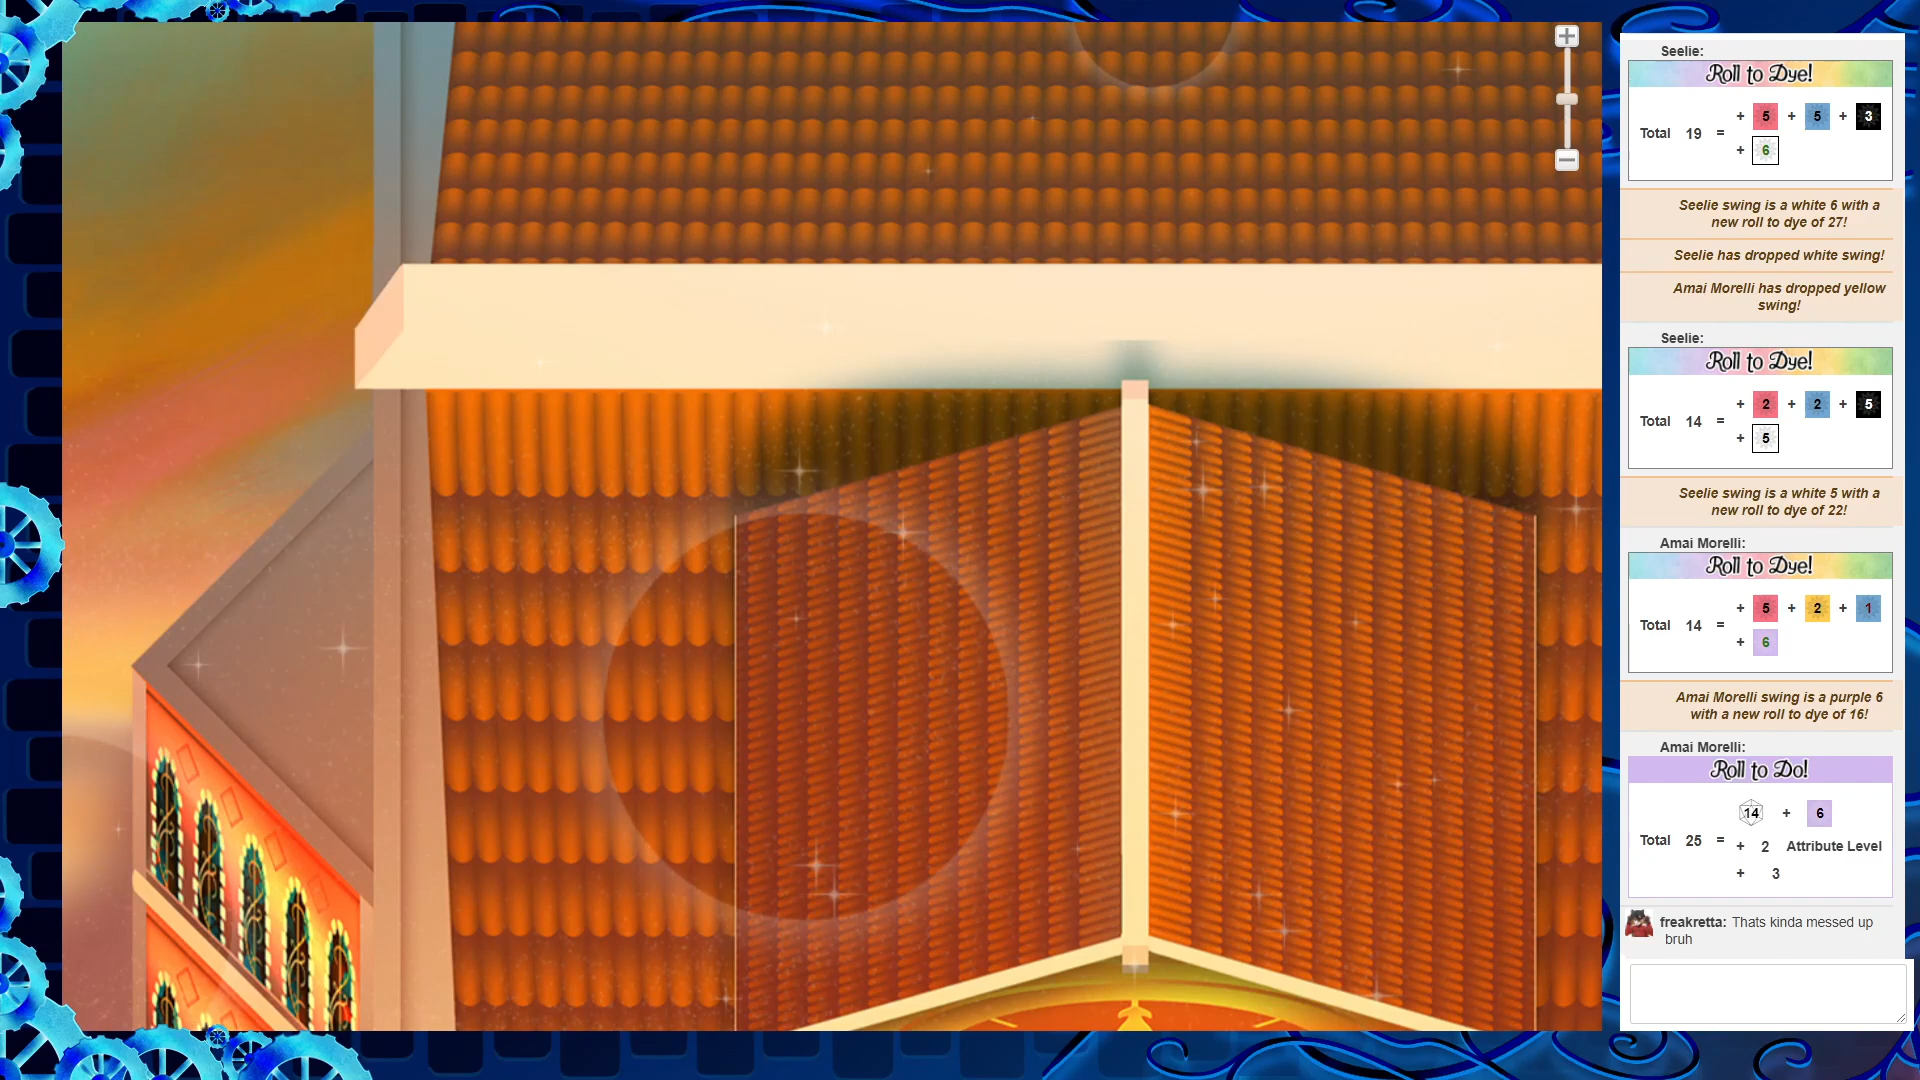 Seelie:
Roll to Dye!
+ 5 + 5 + 3
Total 19 =
+ 6
Seelie swing is a white 6 with a
new roll to dye of 27!
Seelie has dropped white swing!
Amai Morelli has dropped yellow
swing!
Seelie:
Roll to Dye!
+ 2 + 2 + 5
Total 14 =
+ 5
Seelie swing is a white 5 with a
new roll to dye of 22!
Amai Morelli:
Roll to Dye!
+ 5 + 2 + 1
Total 14 =
+ 6
Amai Morelli swing is a purple 6
with a new roll to dye of 16!
Amai Morelli:
Roll to Do!
14 + 6
Total 25 =
+ 2 Attribute Level
+ 3
freakretta: Thats kinda messed up
bruh